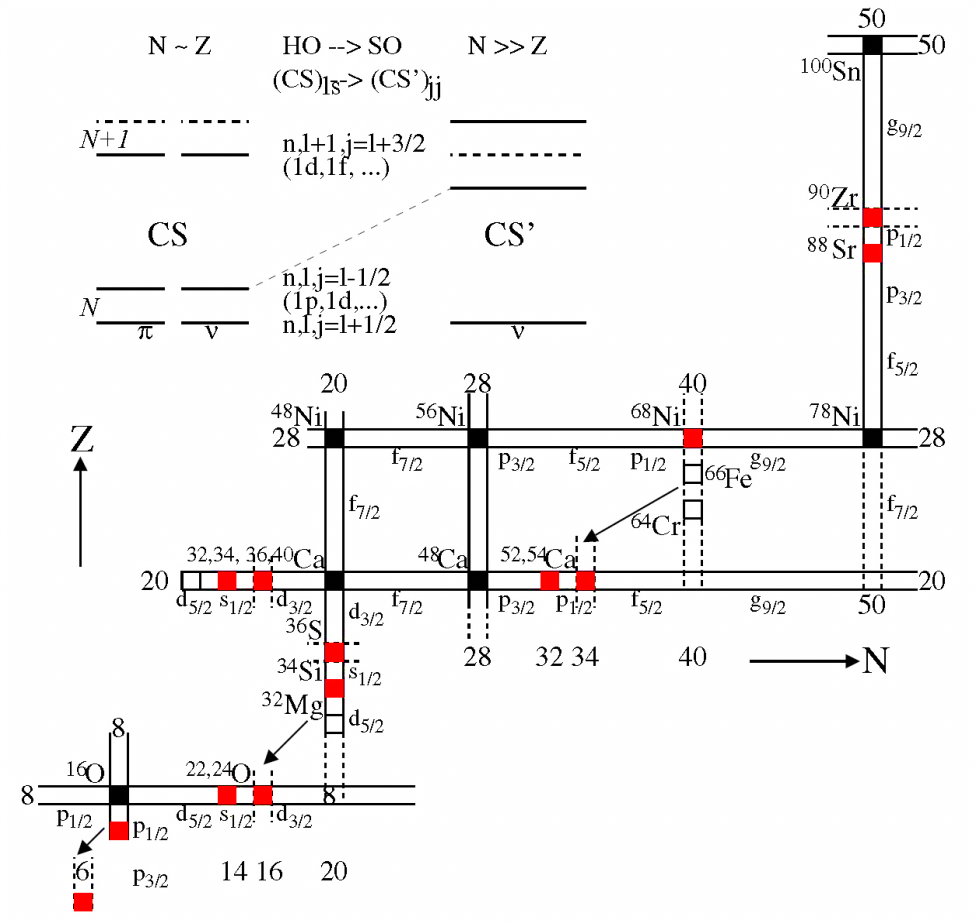 50
N ~ Z HO --> SO N >> Z
(CS)ls-> (CS')jj
50
100Sn
N+1
n,l+1,j=l+3/2
(1d,1f, ...)
g9/2
90Zr
CS CS'
p1/2
88Sr
n,l,j=l-1/2
N (1p,1d,...)
p3/2
n,l,j=l+1/2
π ν ν
f5/2
20 28 40
48Ni 56Ni 68Ni 78Ni
Z 28 28
f7/2 p3/2 f5/2 p1/2 g9/2
66Fe
f7/2 f7/2
64Cr
32,34, 36,40Ca 48Ca 52,54Ca
20 20
d5/2 s1/2 d3/2 f7/2 p3/2 p1/2 f5/2 g9/2 50
d3/2
36S
28 32 34 40 N
34Si s1/2
32Mg
d5/2
8
16O 22,24O
8 8
p1/2 p1/2 d5/2 s1/2 d3/2
6 p3/2 14 16 20